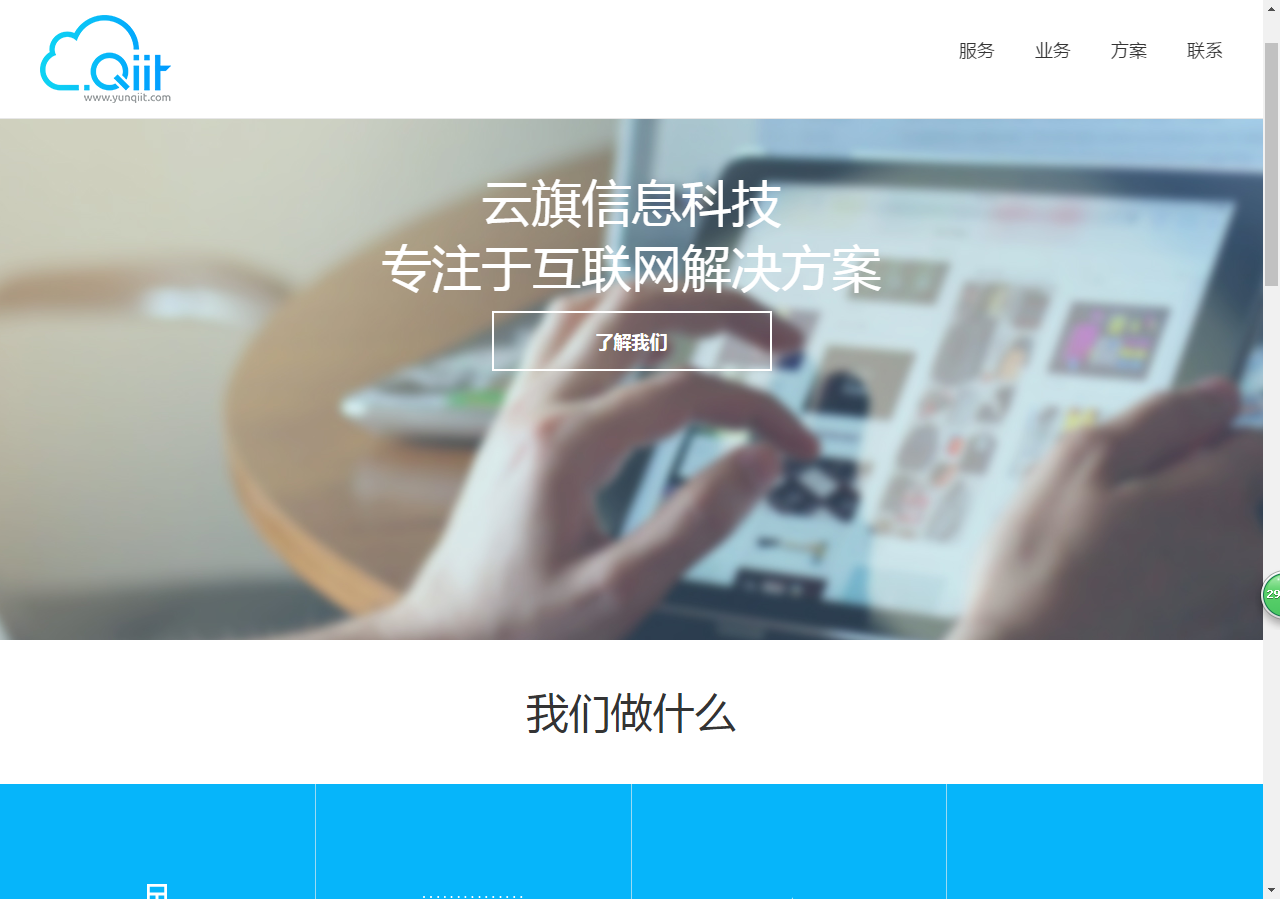 Qiit
www.yunqiit.com
服务 业务 方案 联系
云旗信息科技
专注于互联网解决方案
了解我们
29
我们做什么